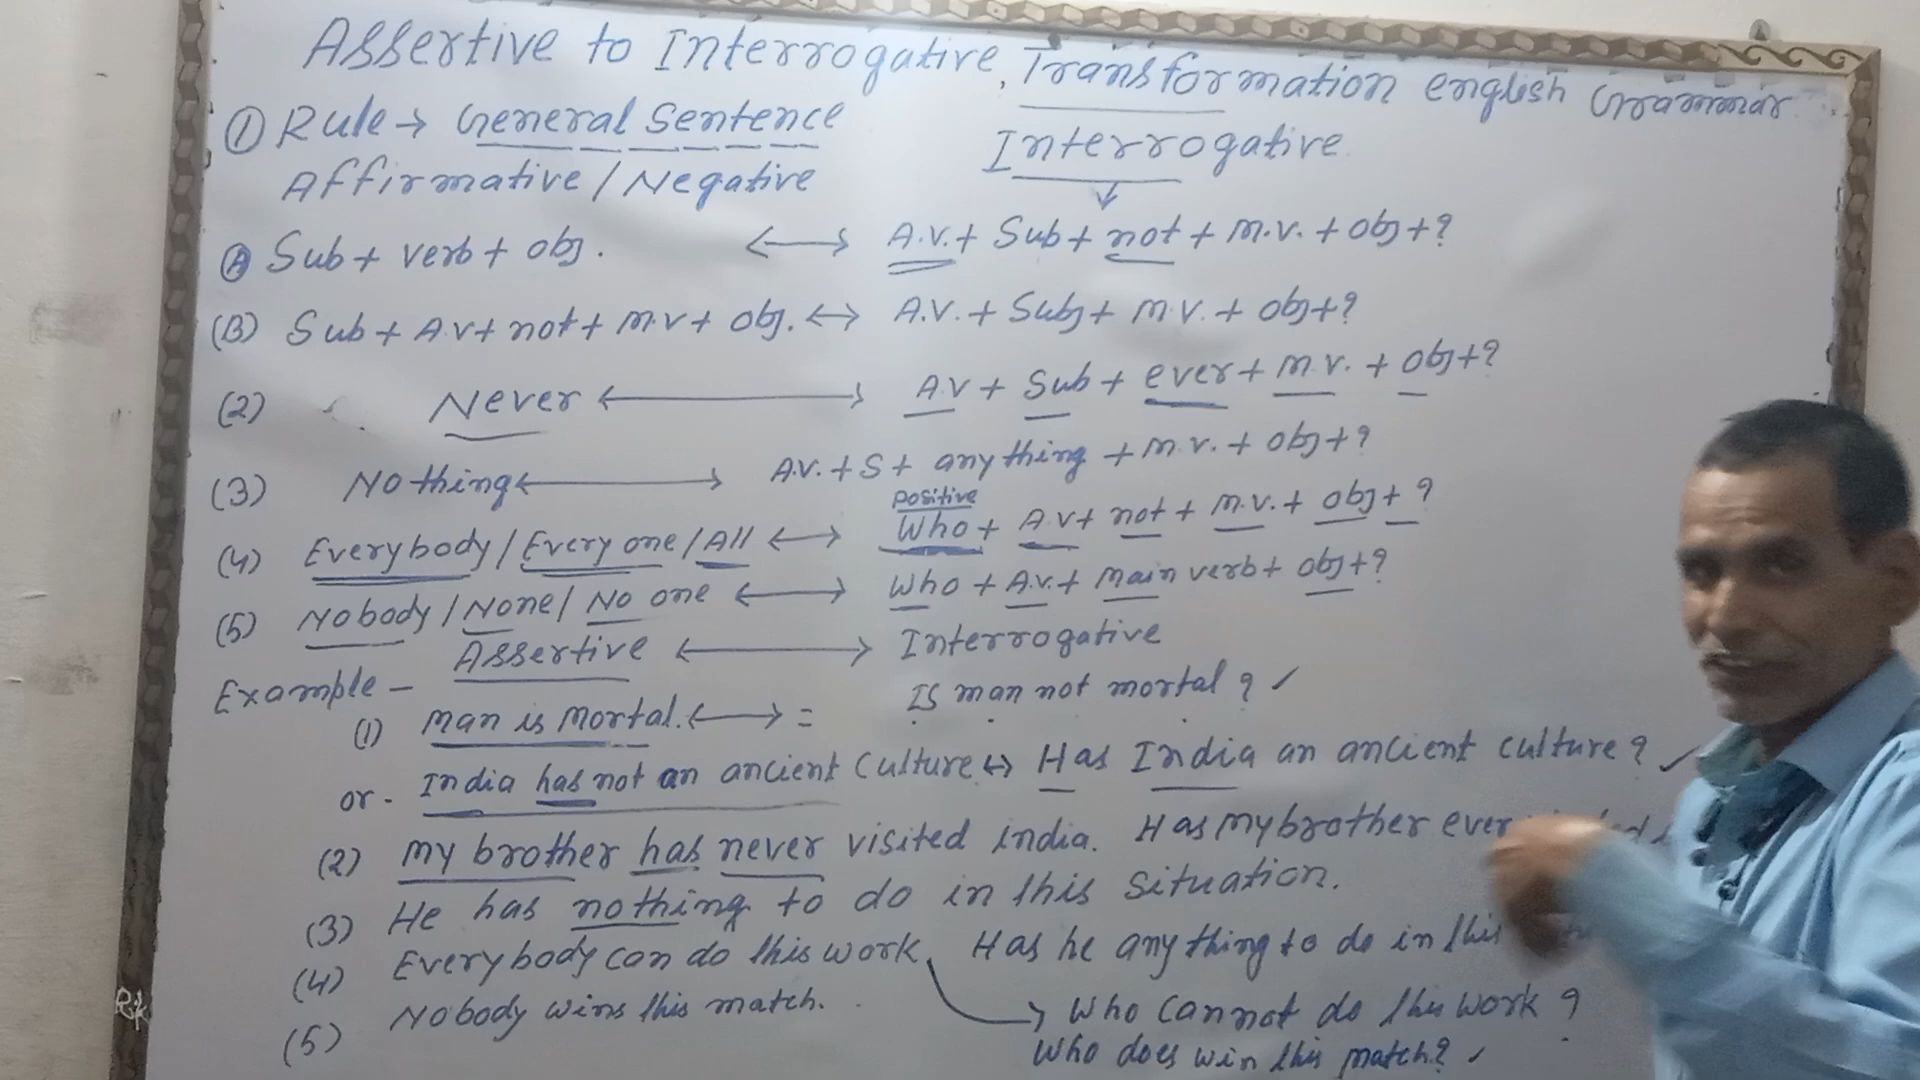 Assertive to Interrogative, Transformation english Grammar
① Rule → General Sentence Interrogative
Affirmative / Negative
Ⓐ Sub + verb + obj. ↔ A.V. + Sub + not + m.v. + obj + ?
(B) Sub + A.v + not + m.v + obj. ↔ A.V. + Subj + m.v. + obj + ?
(2) Never ↔ A.V + Sub + ever + m.v. + obj + ?
(3) Nothing ↔ A.V. + S + anything + m.v. + obj + ?
positive
(4) Everybody / Every one / All ↔ Who + A.v + not + m.v. + obj + ?
(5) Nobody / None / No one ↔ Who + A.v. + main verb + obj + ?
Assertive ↔ Interrogative
Example -
(1) man is mortal. ↔ = Is man not mortal ? ✓
or - India has not an ancient culture ↔ Has India an ancient culture ? ✓
(2) my brother has never visited india. Has my brother ever
(3) He has nothing to do in this situation.
Has he anything to do in this
(4) Everybody can do this work. → Who cannot do this work ?
(5) Nobody wins this match. Who does win this match? ✓
RK